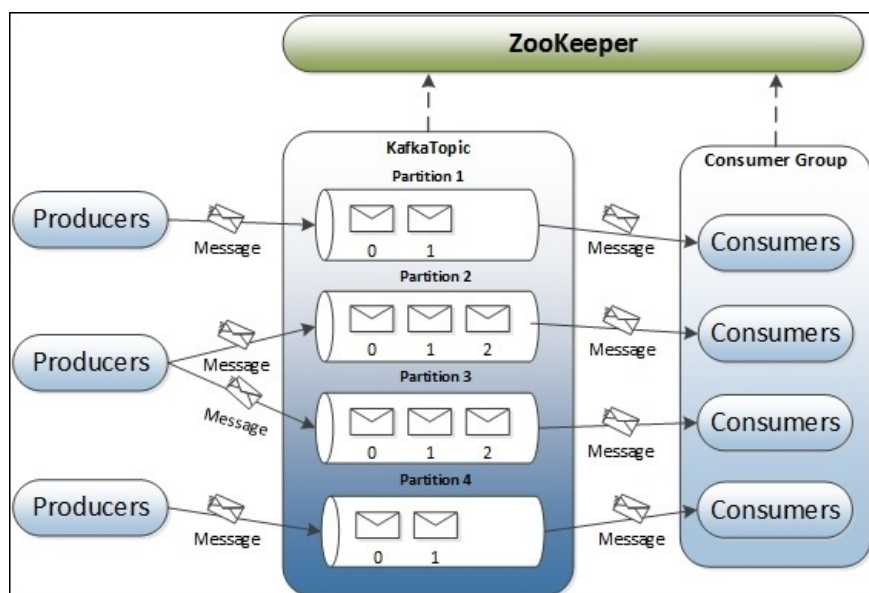 ZooKeeper
KafkaTopic
Consumer Group
Partition 1
Producers
Message
0 1
Message
Consumers
Partition 2
Producers
Message
Message
0 1 2
Message
Consumers
Partition 3
0 1 2
Message
Consumers
Partition 4
Producers
Message
0 1
Message
Consumers